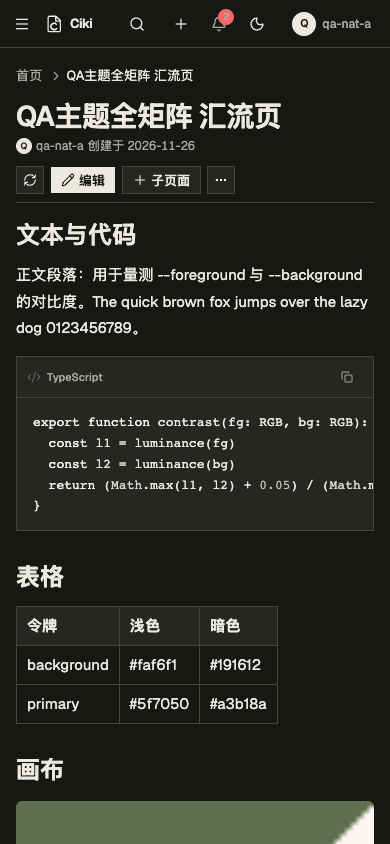 Ciki
qa-nat-a
首页 > QA主题全矩阵 汇流页
QA主题全矩阵 汇流页
Q qa-nat-a 创建于 2026-11-26
编辑
+ 子页面
文本与代码
正文段落：用于量测 --foreground 与 --background
的对比度。The quick brown fox jumps over the lazy
dog 0123456789。
TypeScript
export function contrast(fg: RGB, bg: RGB):
const l1 = luminance(fg)
const l2 = luminance(bg)
return (Math.max(l1, l2) + 0.05) / (Math.m
}
表格
令牌 浅色 暗色
background #faf6f1 #191612
primary #5f7050 #a3b18a
画布